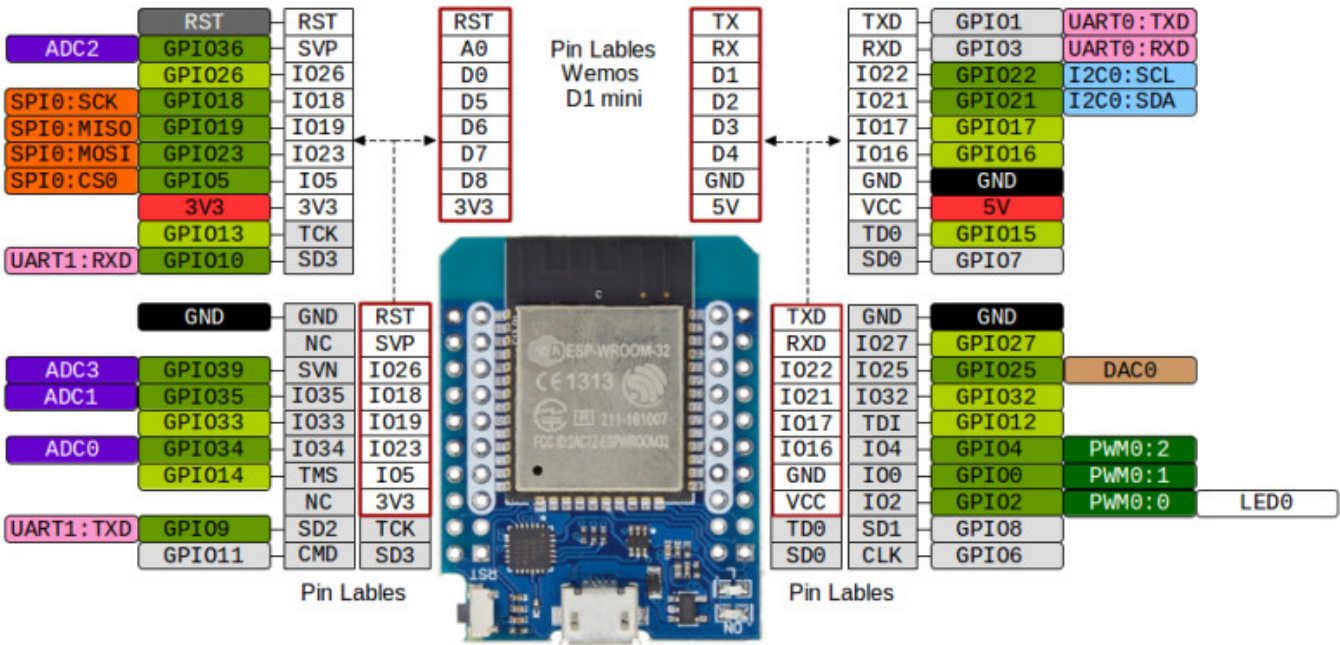 RST RST RST Pin Lables TX TXD GPIO1 UART0:TXD
ADC2 GPIO36 SVP A0 Wemos RX RXD GPIO3 UART0:RXD
GPIO26 IO26 D0 D1 mini D1 IO22 GPIO22 I2C0:SCL
SPI0:SCK GPIO18 IO18 D5 D2 IO21 GPIO21 I2C0:SDA
SPI0:MISO GPIO19 IO19 D6 D3 IO17 GPIO17
SPI0:MOSI GPIO23 IO23 D7 D4 IO16 GPIO16
SPI0:CS0 GPIO5 IO5 D8 GND GND GND
3V3 3V3 3V3 5V VCC 5V
GPIO13 TCK TD0 GPIO15
UART1:RXD GPIO10 SD3 SD0 GPIO7
GND GND RST TXD GND GND
NC SVP RXD IO27 GPIO27
ADC3 GPIO39 SVN IO26 IO22 IO25 GPIO25 DAC0
ADC1 GPIO35 IO35 IO18 IO21 IO32 GPIO32
GPIO33 IO33 IO19 IO17 TDI GPIO12
ADC0 GPIO34 IO34 IO23 IO16 IO4 GPIO4 PWM0:2
GPIO14 TMS IO5 GND IO0 GPIO0 PWM0:1
NC 3V3 VCC IO2 GPIO2 PWM0:0 LED0
UART1:TXD GPIO9 SD2 TCK TD0 SD1 GPIO8
GPIO11 CMD SD3 SD0 CLK GPIO6
Pin Lables Pin Lables
ESP-WROOM-32
CE1313
R 211-161007
FCC ID:2AC7Z-ESPWROOM32
RST
L
ON